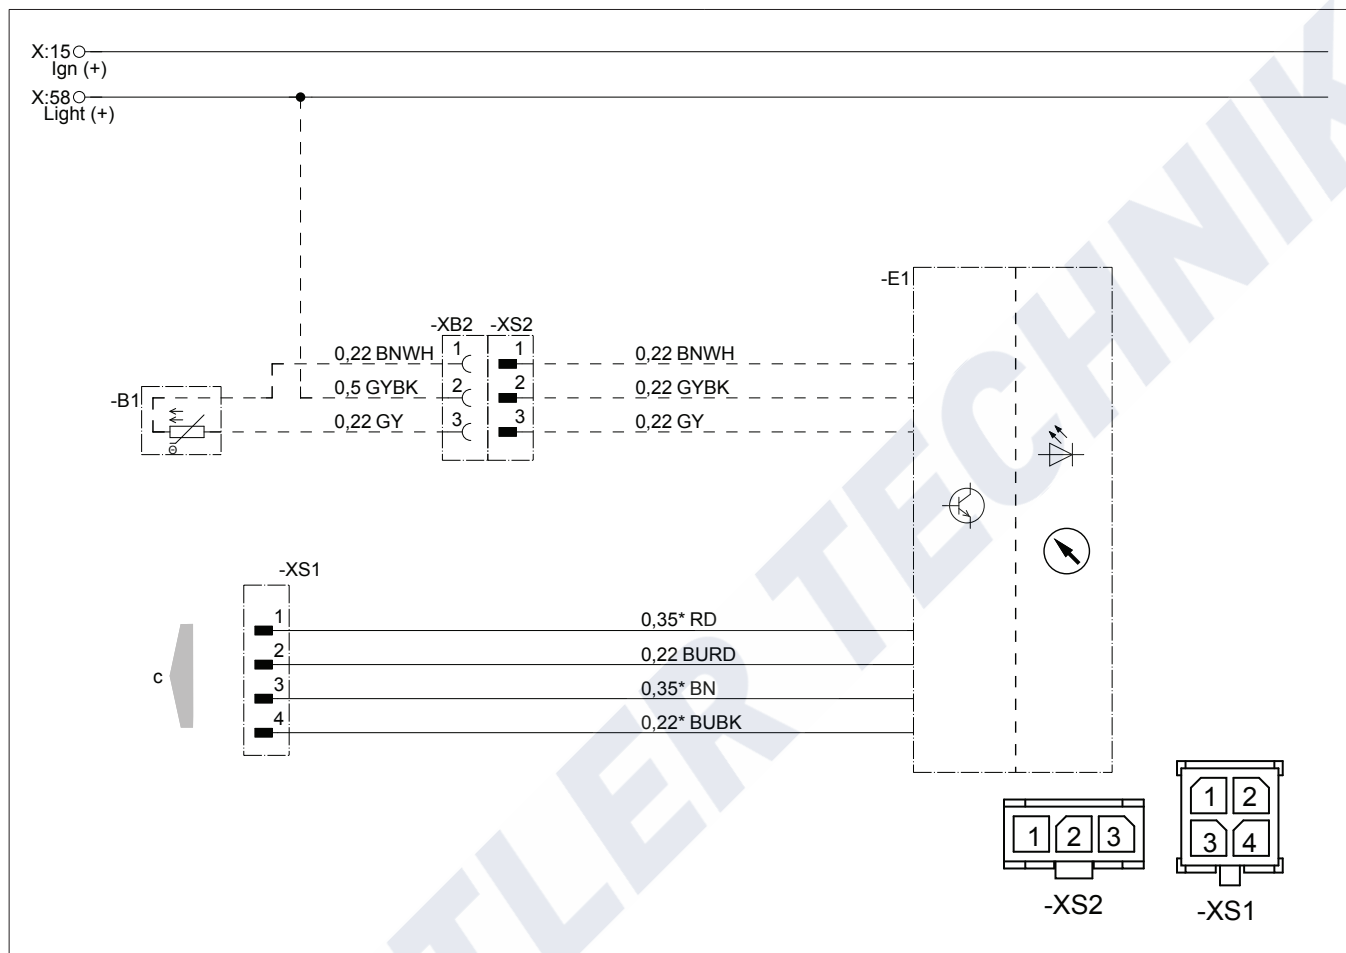 X:15
Ign (+)
X:58
Light (+)
-E1
-XB2 -XS2
0,22 BNWH 1 1 0,22 BNWH
0,5 GYBK 2 2 0,22 GYBK
-B1
0,22 GY 3 3 0,22 GY
-XS1
1 0,35* RD
2 0,22 BURD
c
3 0,35* BN
4 0,22* BUBK
1 2
1 2 3
3 4
-XS2
-XS1
TLER TECHNIK